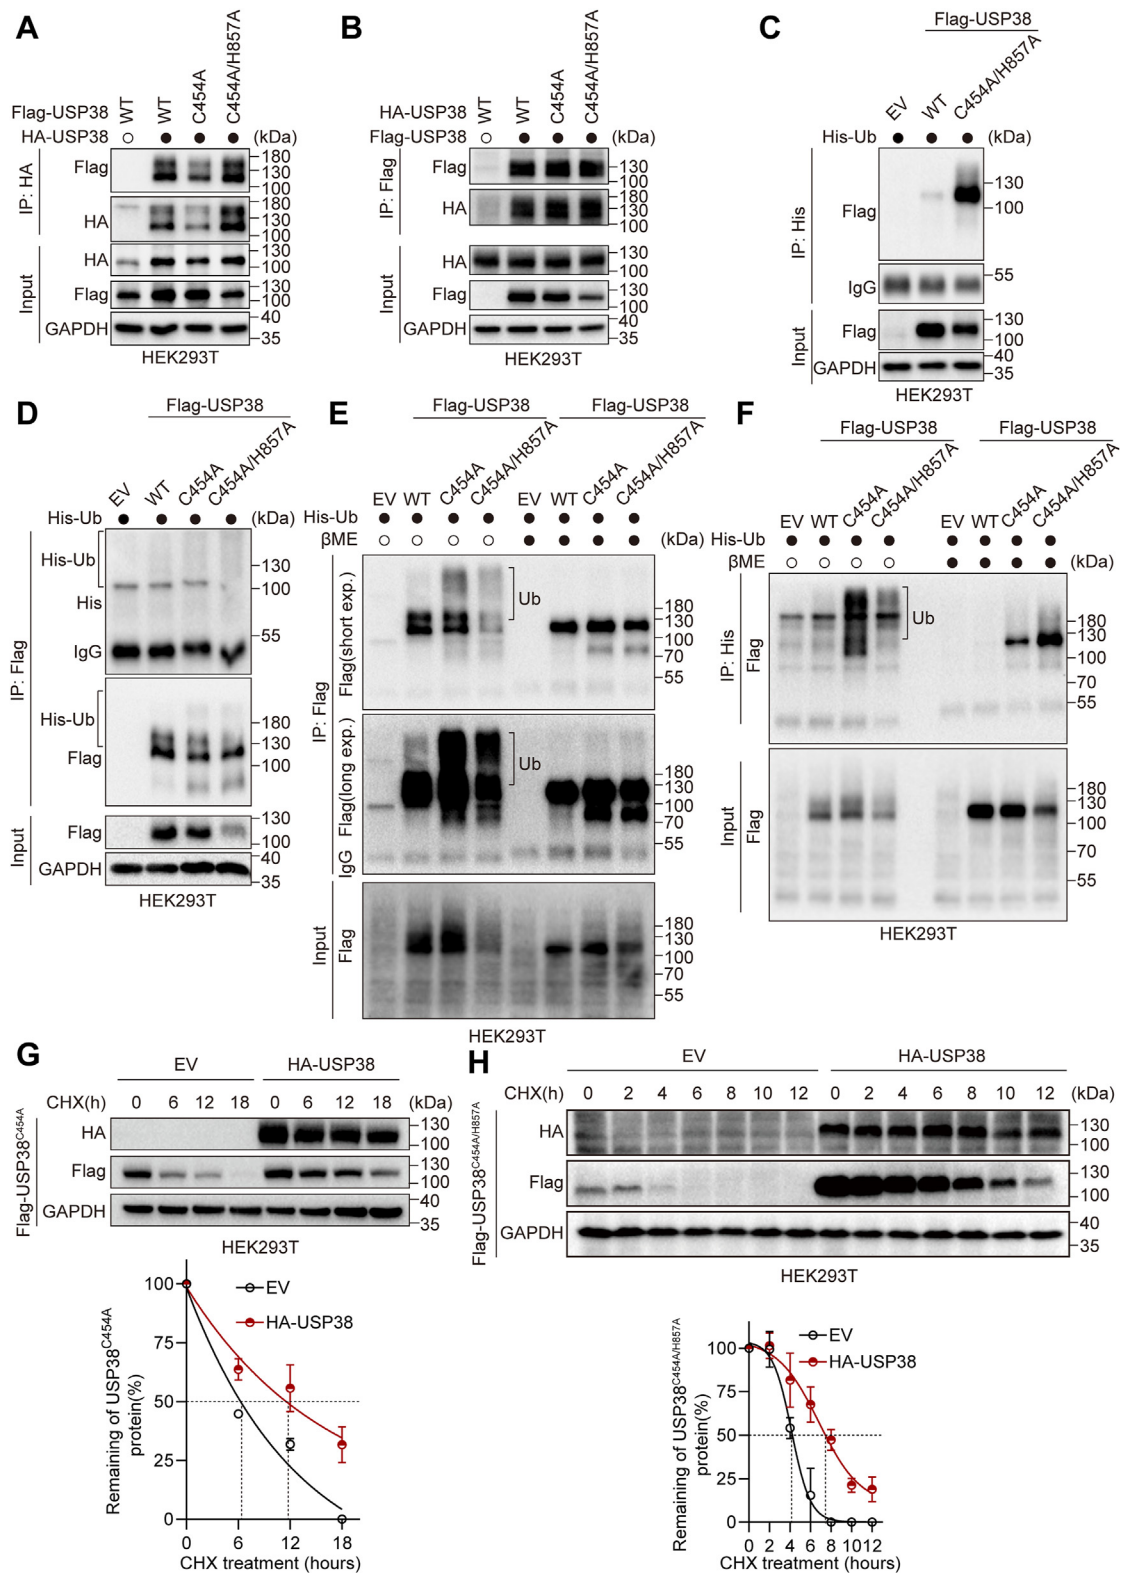 A
Flag-USP38 WT WT C454A C454A/H857A
HA-USP38 (kDa)
IP: HA
Flag 180 130 100
HA 180 130 100
Input
HA 130 100
Flag 130 100
GAPDH 40 35
HEK293T
B
HA-USP38 WT WT C454A C454A/H857A
Flag-USP38 (kDa)
IP: Flag
Flag 130 100
HA 180 130 100
Input
HA 130 100
Flag 130 100
GAPDH 40 35
HEK293T
C
Flag-USP38
EV WT C454A/H857A
His-Ub (kDa)
IP: His
Flag 130 100
IgG 55
Input
Flag 130 100
GAPDH 40 35
HEK293T
D
Flag-USP38
EV WT C454A C454A/H857A
His-Ub (kDa)
IP: Flag
His-Ub 130 100
His
IgG 55
His-Ub 180 130
Flag 100
Input
Flag 130 100
GAPDH 40 35
HEK293T
E
Flag-USP38 Flag-USP38
EV WT C454A C454A/H857A EV WT C454A C454A/H857A
His-Ub
βME (kDa)
IP: Flag
Flag(short exp.) Ub 180 130 100 70 55
Flag(long exp.) Ub 180 130 100 70 55
IgG
Input
Flag 180 130 100 70 55
HEK293T
F
Flag-USP38 Flag-USP38
EV WT C454A C454A/H857A EV WT C454A C454A/H857A
His-Ub
βME (kDa)
IP: His
Flag Ub 180 130 100 70 55
Input
Flag 180 130 100 70 55
HEK293T
G
EV HA-USP38
CHX(h) 0 6 12 18 0 6 12 18 (kDa)
Flag-USP38C454A
HA 130 100
Flag 130 100
GAPDH 40 35
HEK293T
EV
HA-USP38
Remaining of USP38C454A protein(%)
100
75
50
25
0
0 6 12 18
CHX treatment (hours)
H
EV HA-USP38
CHX(h) 0 2 4 6 8 10 12 0 2 4 6 8 10 12 (kDa)
Flag-USP38C454A/H857A
HA 130 100
Flag 130 100
GAPDH 40 35
HEK293T
EV
HA-USP38
Remaining of USP38C454A/H857A protein(%)
100
75
50
25
0
0 2 4 6 8 10 12
CHX treatment (hours)